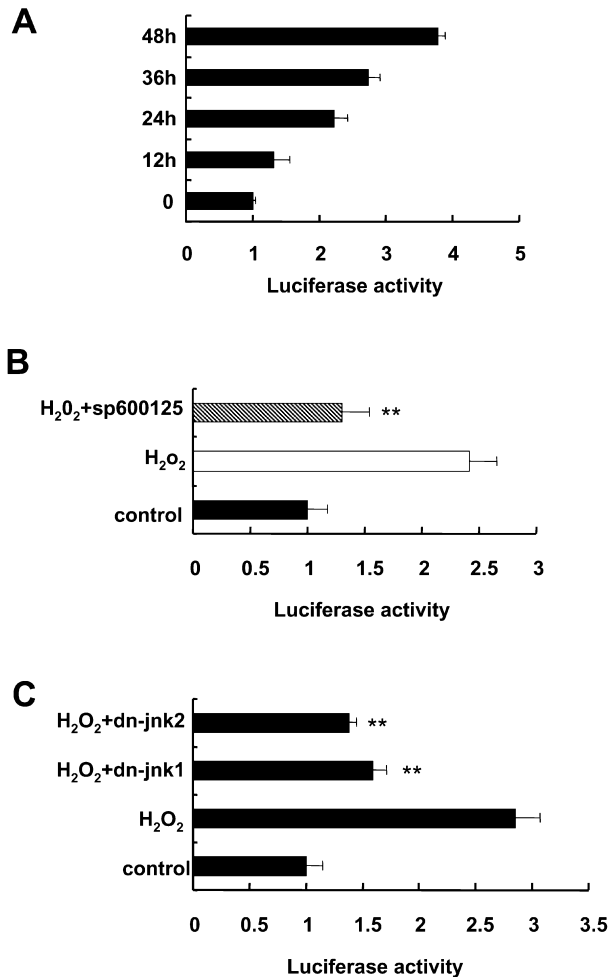 A
48h
36h
24h
12h
0
0 1 2 3 4 5
Luciferase activity
B
H₂0₂+sp600125
**
H₂o₂
control
0 0.5 1 1.5 2 2.5 3
Luciferase activity
C
H₂O₂+dn-jnk2
**
H₂O₂+dn-jnk1
**
H₂O₂
control
0 0.5 1 1.5 2 2.5 3 3.5
Luciferase activity